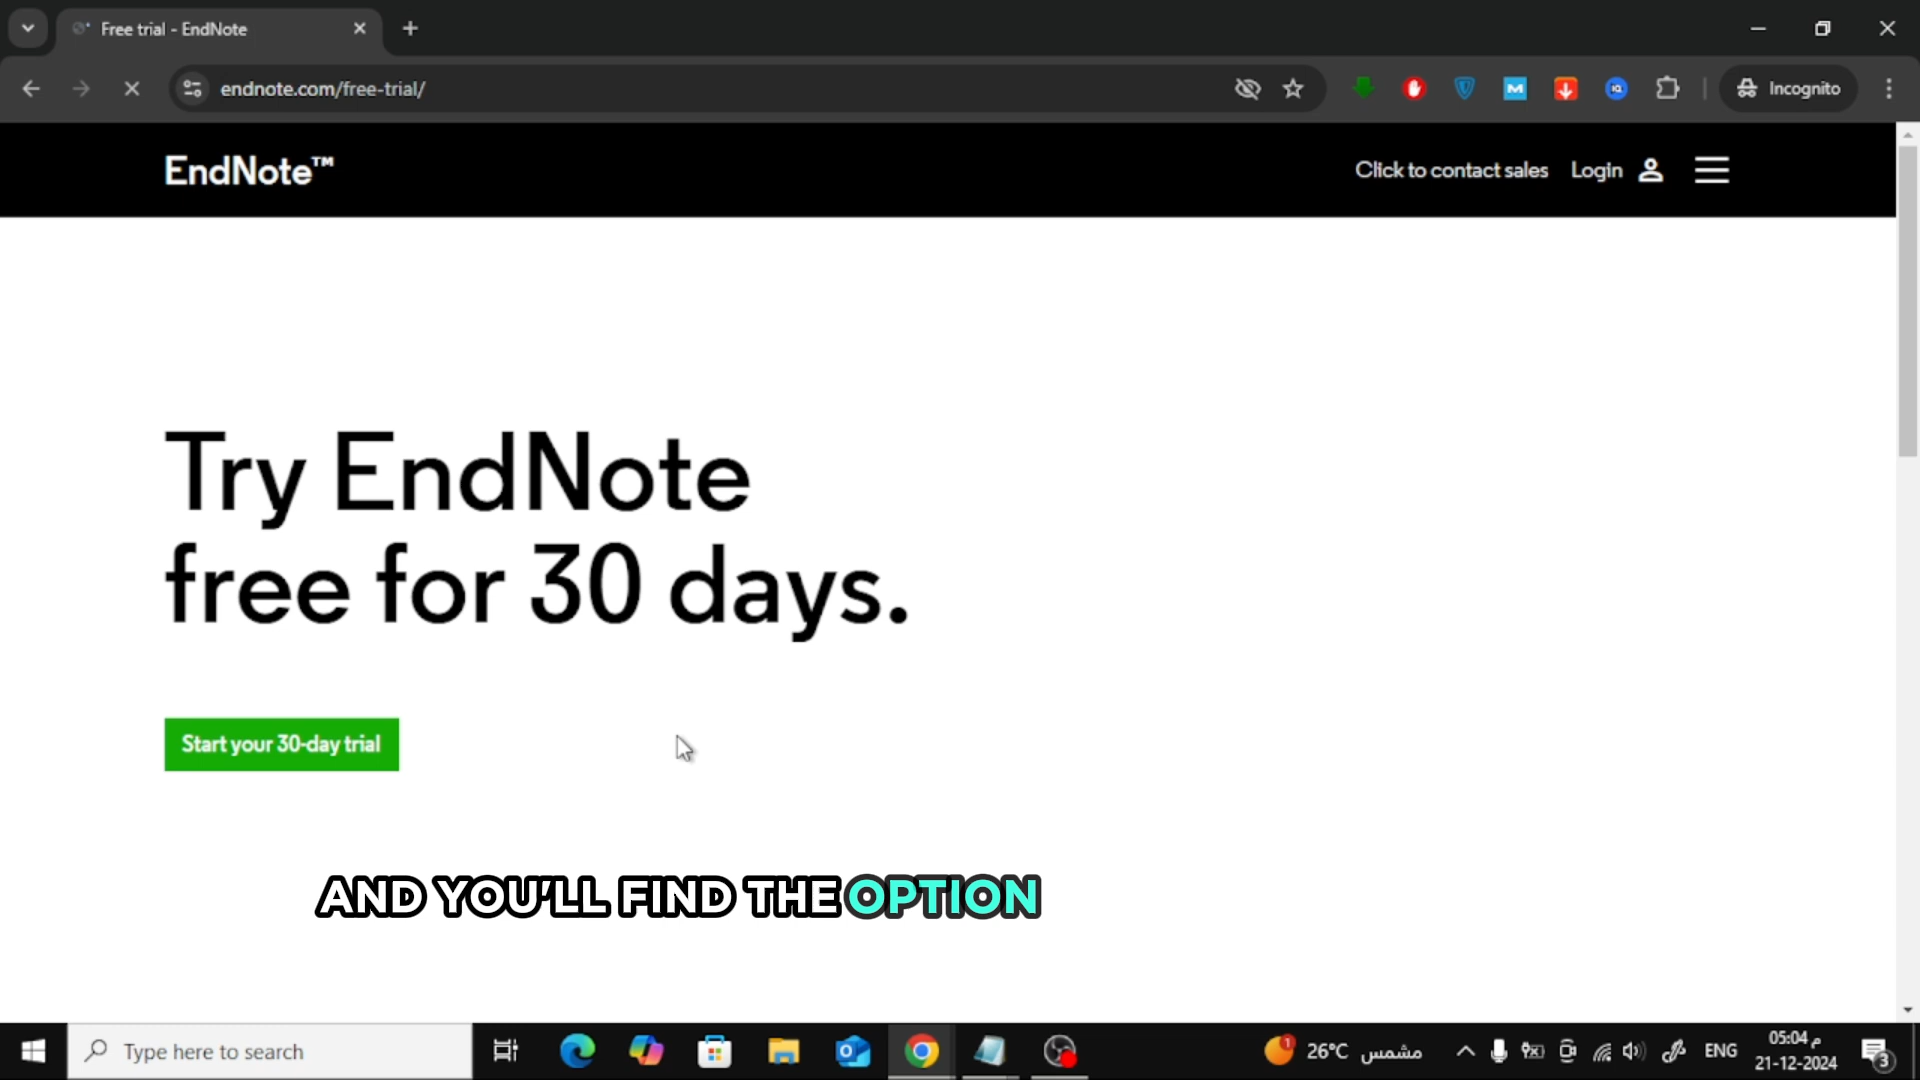 Free trial - EndNote
endnote.com/free-trial/
Incognito
EndNote™
Click to contact sales
Login
Try EndNote
free for 30 days.
Start your 30-day trial
AND YOU'LL FIND THE OPTION
Type here to search
26°C مشمس
ENG
05:04 م
21-12-2024
1
3